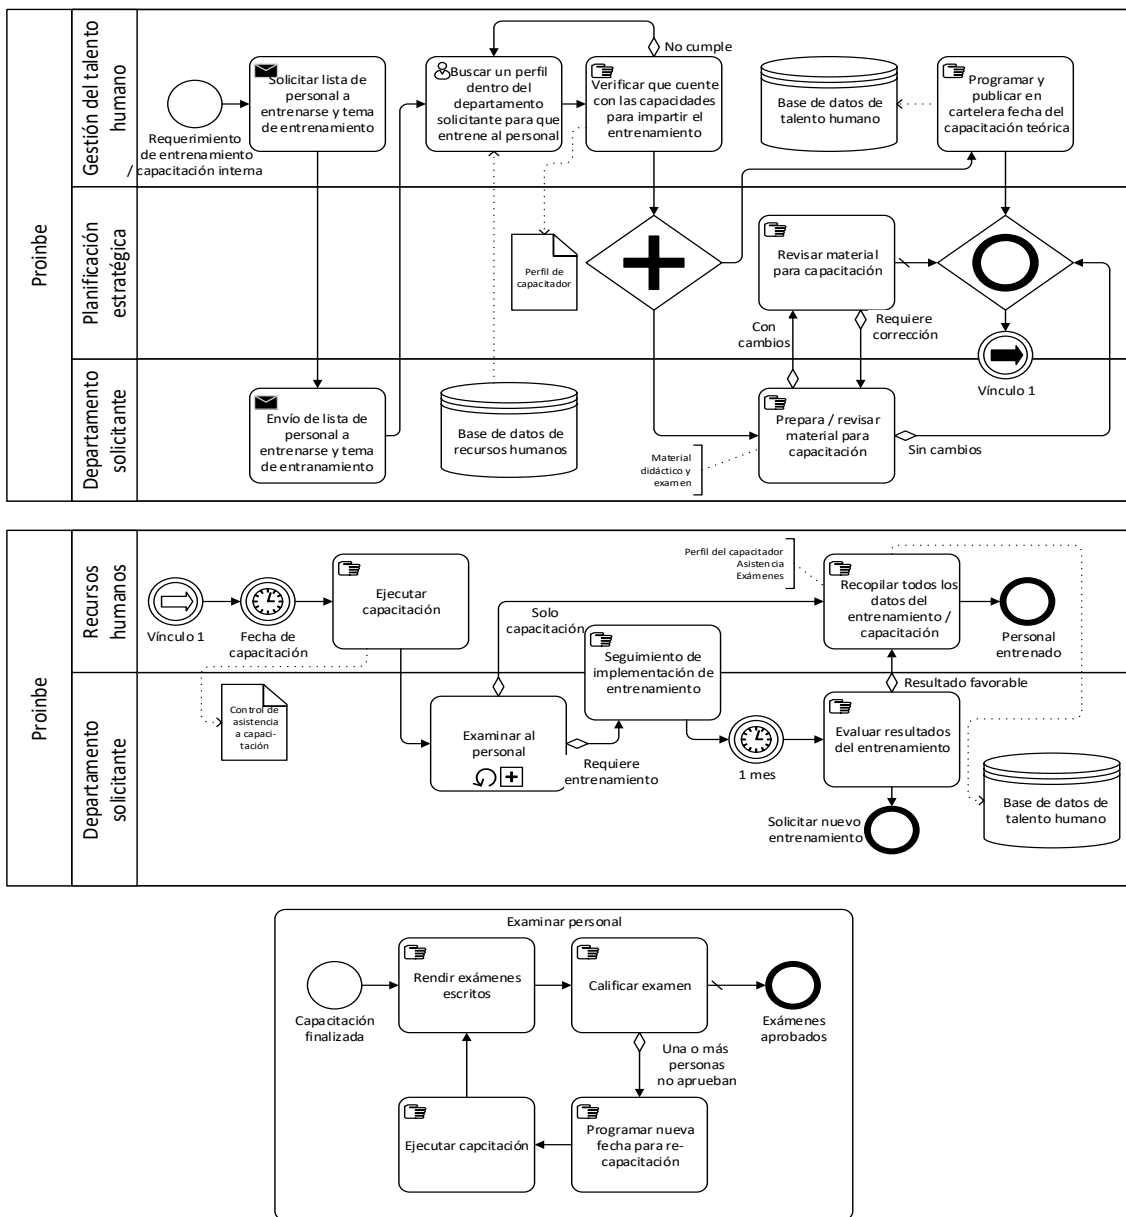 Proinbe
Gestión del talento
humano
Requerimiento
de entrenamiento
/ capacitación interna
Solicitar lista de
personal a
entrenarse y tema
de entrenamiento
Buscar un perfil
dentro del
departamento
solicitante para que
entrene al personal
No cumple
Verificar que cuente
con las capacidades
para impartir el
entrenamiento
Base de datos de
talento humano
Programar y
publicar en
cartelera fecha del
capacitación teórica
Planificación
estratégica
Perfil de
capacitador
Revisar material
para capacitación
Con
cambios
Requiere
corrección
Vínculo 1
Departamento
solicitante
Envío de lista de
personal a
entrenarse y tema
de entranamiento
Base de datos de
recursos humanos
Material
didáctico y
examen
Prepara / revisar
material para
capacitación
Sin cambios
Proinbe
Recursos
humanos
Vínculo 1
Fecha de
capacitación
Ejecutar
capacitación
Solo
capacitación
Perfil del capacitador
Asistencia
Exámenes
Recopilar todos los
datos del
entrenamiento /
capacitación
Personal
entrenado
Seguimiento de
implementación de
entrenamiento
Departamento
solicitante
Control de
asistencia
a capaci-
tación
Examinar al
personal
Requiere
entrenamiento
1 mes
Resultado favorable
Evaluar resultados
del entrenamiento
Solicitar nuevo
entrenamiento
Base de datos de
talento humano
Examinar personal
Capacitación
finalizada
Rendir exámenes
escritos
Calificar examen
Exámenes
aprobados
Una o más
personas
no aprueban
Ejecutar capcitación
Programar nueva
fecha para re-
capacitación